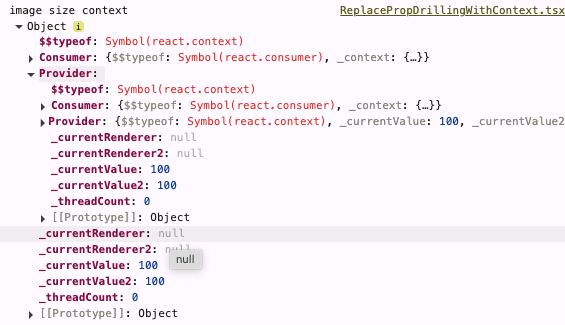 image size context ReplacePropDrillingWithContext.tsx
Object i
$$typeof: Symbol(react.context)
Consumer: {$$typeof: Symbol(react.consumer), _context: {…}}
Provider:
$$typeof: Symbol(react.context)
Consumer: {$$typeof: Symbol(react.consumer), _context: {…}}
Provider: {$$typeof: Symbol(react.context), _currentValue: 100, _currentValue2
_currentRenderer: null
_currentRenderer2: null
_currentValue: 100
_currentValue2: 100
_threadCount: 0
[[Prototype]]: Object
_currentRenderer: null
_currentRenderer2: null
_currentValue: 100
null
_currentValue2: 100
_threadCount: 0
[[Prototype]]: Object